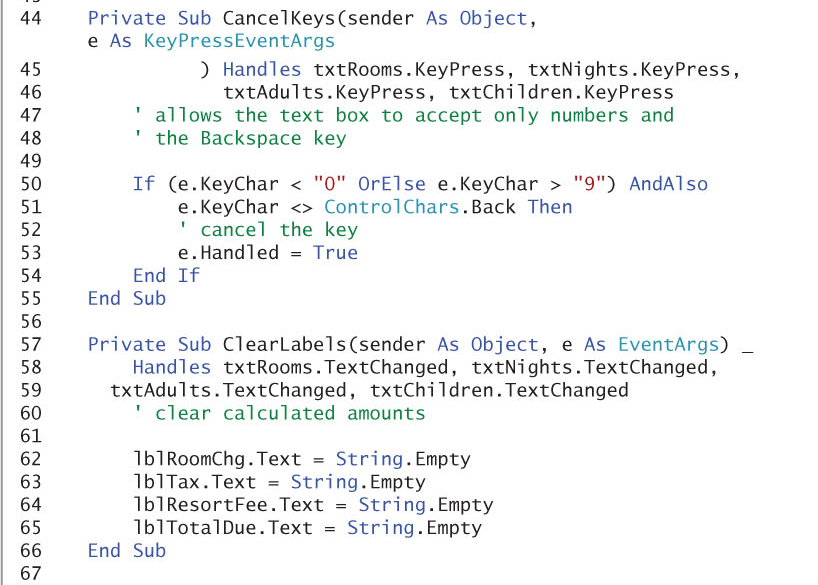 44 Private Sub CancelKeys(sender As Object,
e As KeyPressEventArgs
45 ) Handles txtRooms.KeyPress, txtNights.KeyPress,
46 txtAdults.KeyPress, txtChildren.KeyPress
47 ' allows the text box to accept only numbers and
48 ' the Backspace key
49
50 If (e.KeyChar < "0" OrElse e.KeyChar > "9") AndAlso
51 e.KeyChar <> ControlChars.Back Then
52 ' cancel the key
53 e.Handled = True
54 End If
55 End Sub
56
57 Private Sub ClearLabels(sender As Object, e As EventArgs) _
58 Handles txtRooms.TextChanged, txtNights.TextChanged,
59 txtAdults.TextChanged, txtChildren.TextChanged
60 ' clear calculated amounts
61
62 lblRoomChg.Text = String.Empty
63 lblTax.Text = String.Empty
64 lblResortFee.Text = String.Empty
65 lblTotalDue.Text = String.Empty
66 End Sub
67